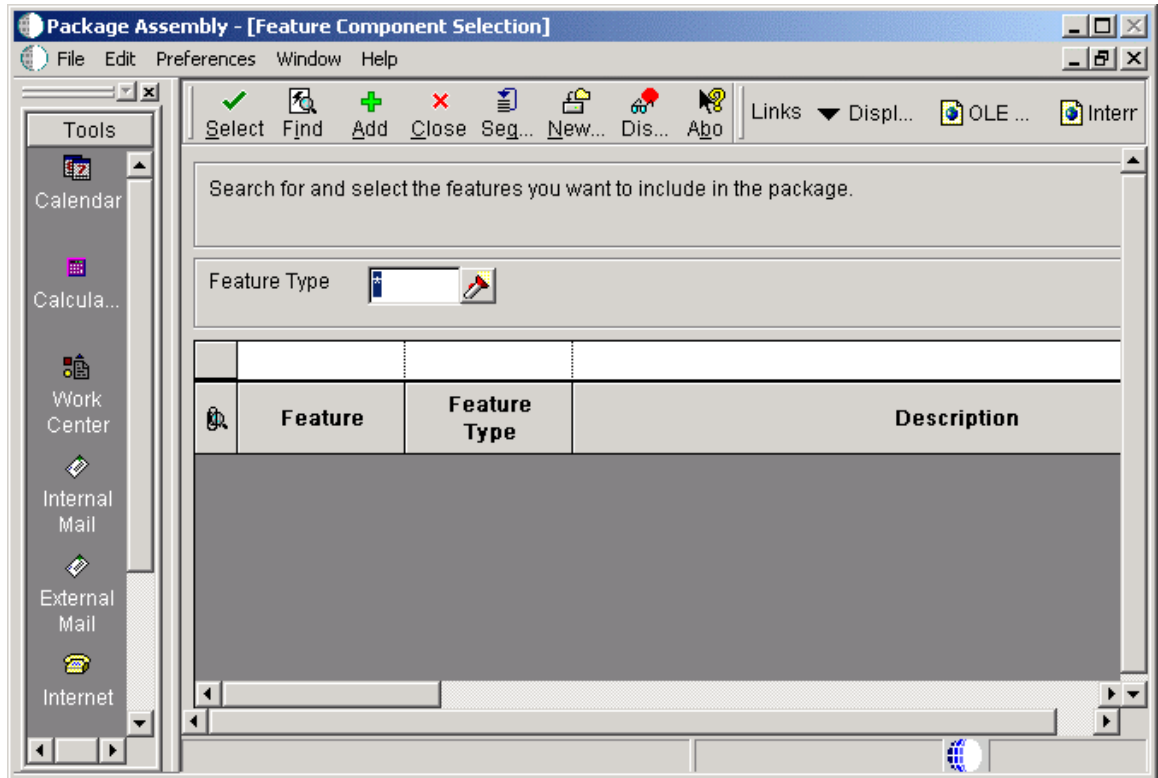 Package Assembly - [Feature Component Selection]
File Edit Preferences Window Help
Tools
Select Find Add Close Seq... New... Dis... Abo Links Displ... OLE ... Interr
Calendar
Calcula...
Work
Center
Internal
Mail
External
Mail
Internet
Search for and select the features you want to include in the package.
Feature Type *
Feature Feature Type Description